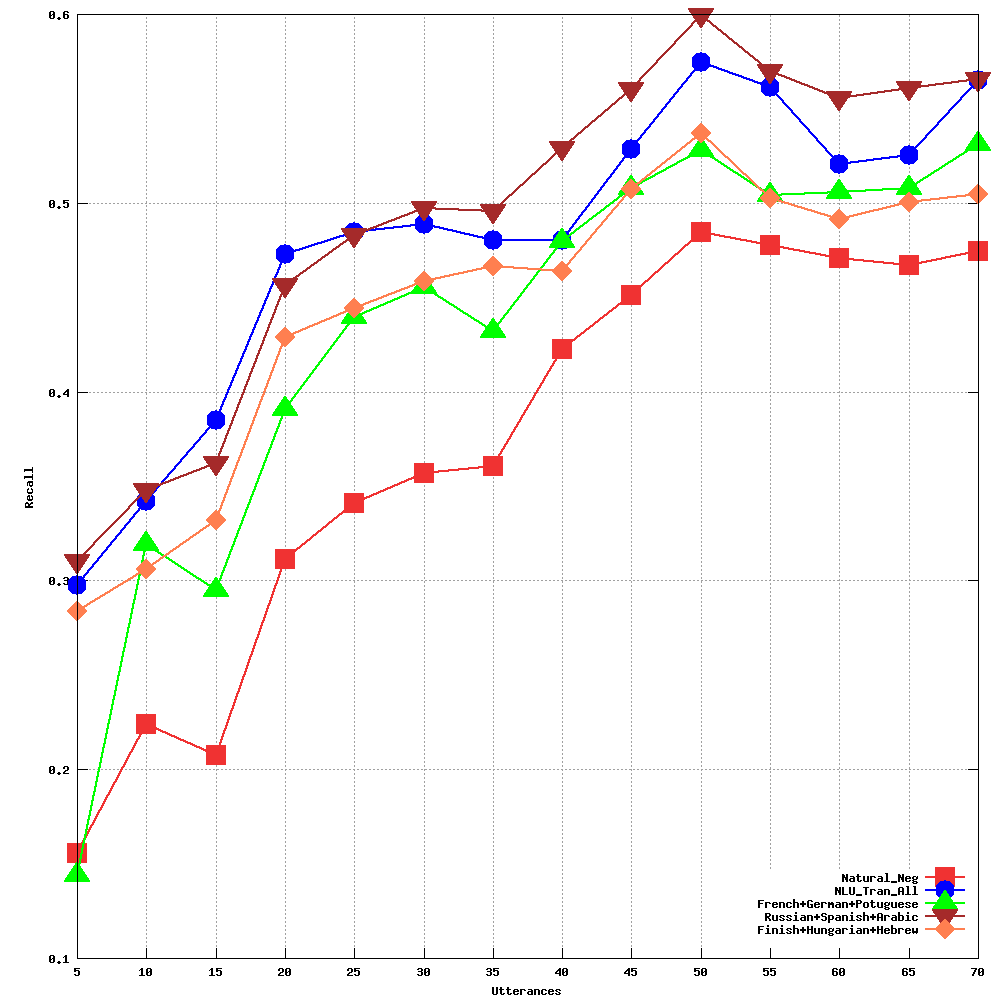 0.6
0.5
0.4
0.3
0.2
0.1
Recall
5 10 15 20 25 30 35 40 45 50 55 60 65 70
Utterances
Natural_Neg
NLU_Tran_All
French+German+Potuguese
Russian+Spanish+Arabic
Finish+Hungarian+Hebrew